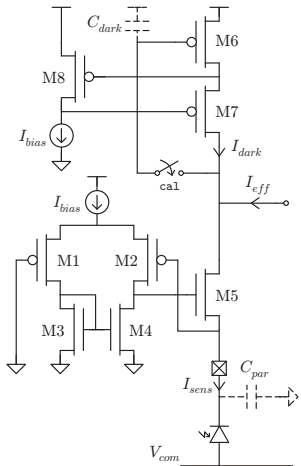 C_dark
M6
M8
M7
I_bias
I_dark
cal
I_eff
I_bias
M1
M2
M5
M3
M4
C_par
I_sens
V_com